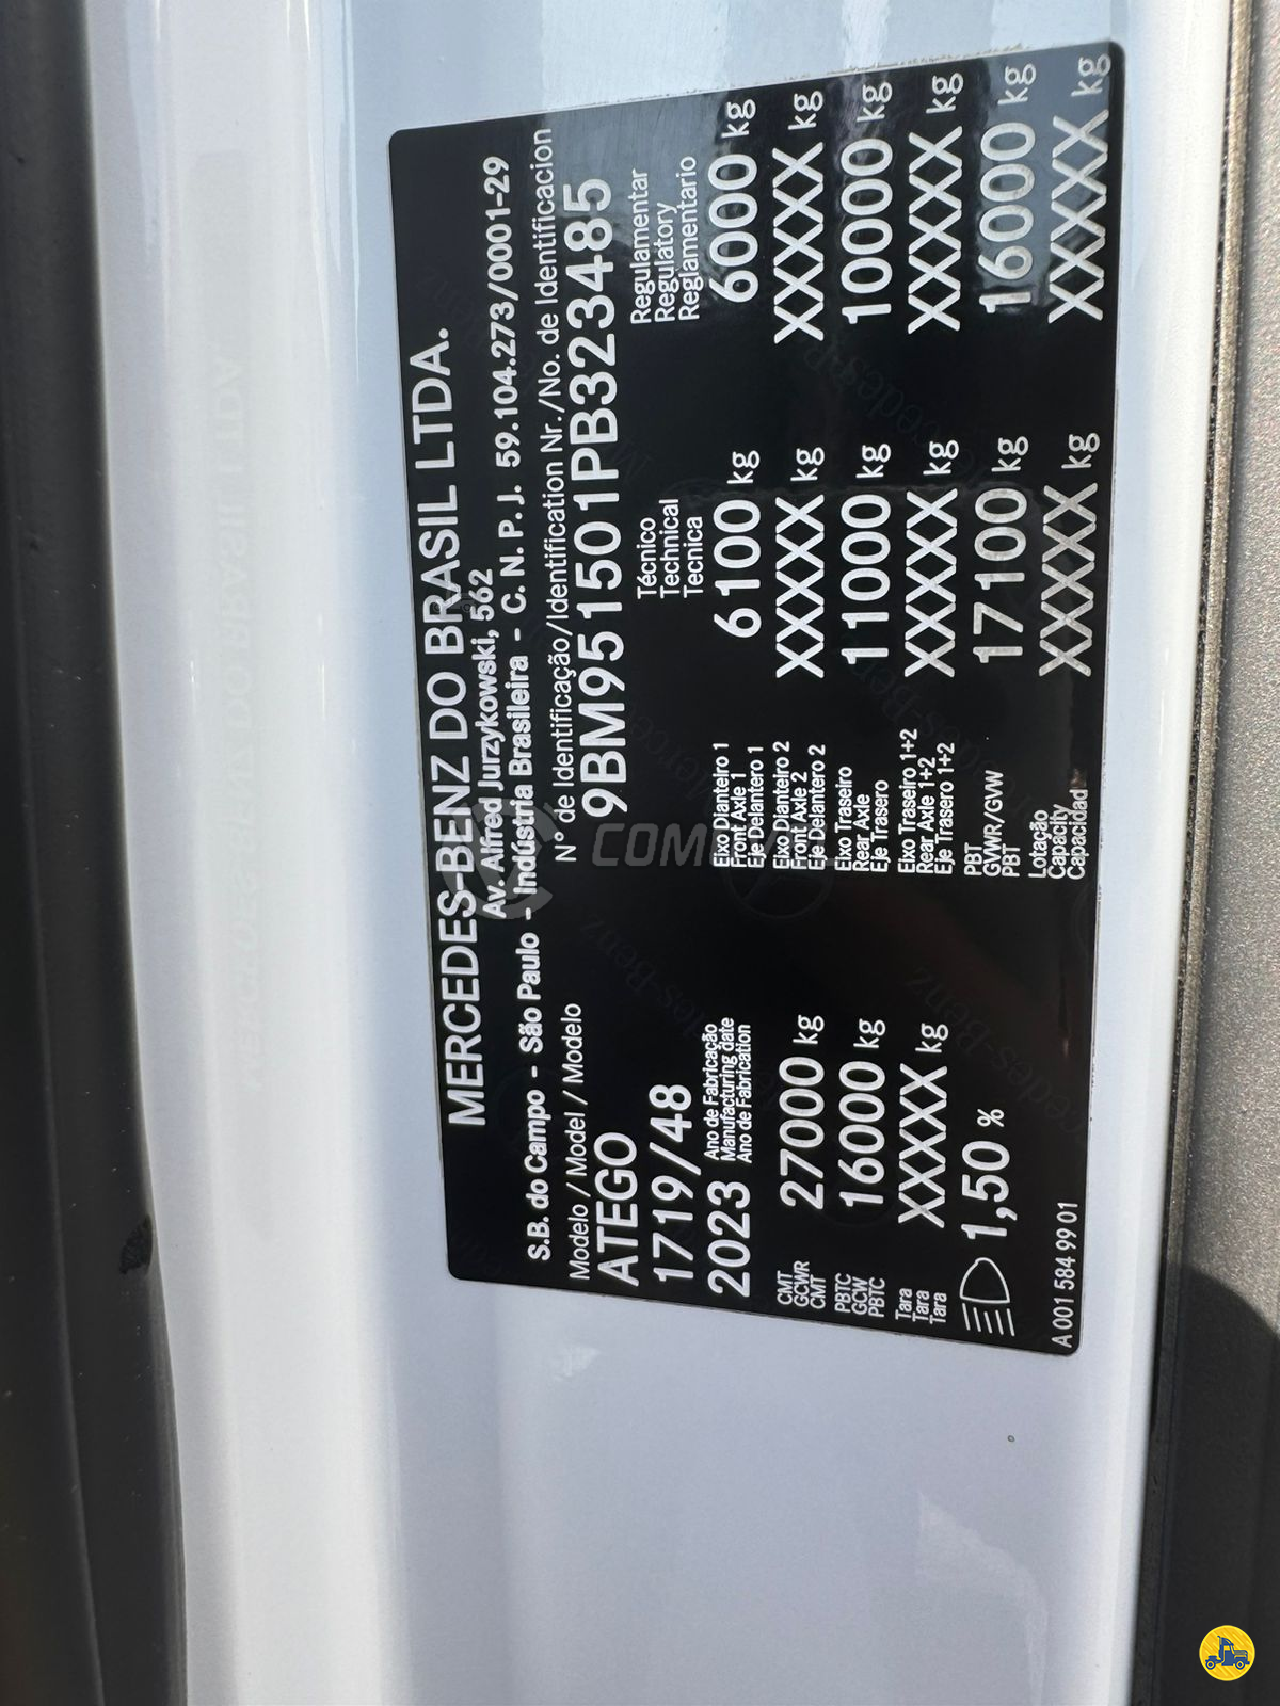 MERCEDES-BENZ DO BRASIL LTDA.
Av. Alfred Jurzykowski, 562
S.B. do Campo - São Paulo - Indústria Brasileira - C. N. P. J. 59.104.273/0001-29
Modelo / Model / Modelo
N° de Identificação/Identification Nr./No. de Identificacion
ATEGO
9BM951501PB323485
1719/48
2023
Ano de Fabricação
Manufacturing date
Ano de Fabrication
Técnico
Technical
Tecnica
Regulamentar
Regulatory
Reglamentario
Eixo Dianteiro 1
Front Axle 1
Eje Delantero 1
6100 kg
6000 kg
CMT
GCWR
CMT
27000 kg
Eixo Dianteiro 2
Front Axle 2
Eje Delantero 2
XXXXX kg
XXXXX kg
PBTC
GCW
PBTC
16000 kg
Eixo Traseiro
Rear Axle
Eje Trasero
11000 kg
10000 kg
Tara
Tara
Tara
XXXXX kg
Eixo Traseiro 1+2
Rear Axle 1+2
Eje Trasero 1+2
XXXXX kg
XXXXX kg
1,50 %
PBT
GVWR/GVW
PBT
17100 kg
16000 kg
Lotação
Capacity
Capacidad
XXXXX kg
XXXXX kg
A 001 584 99 01